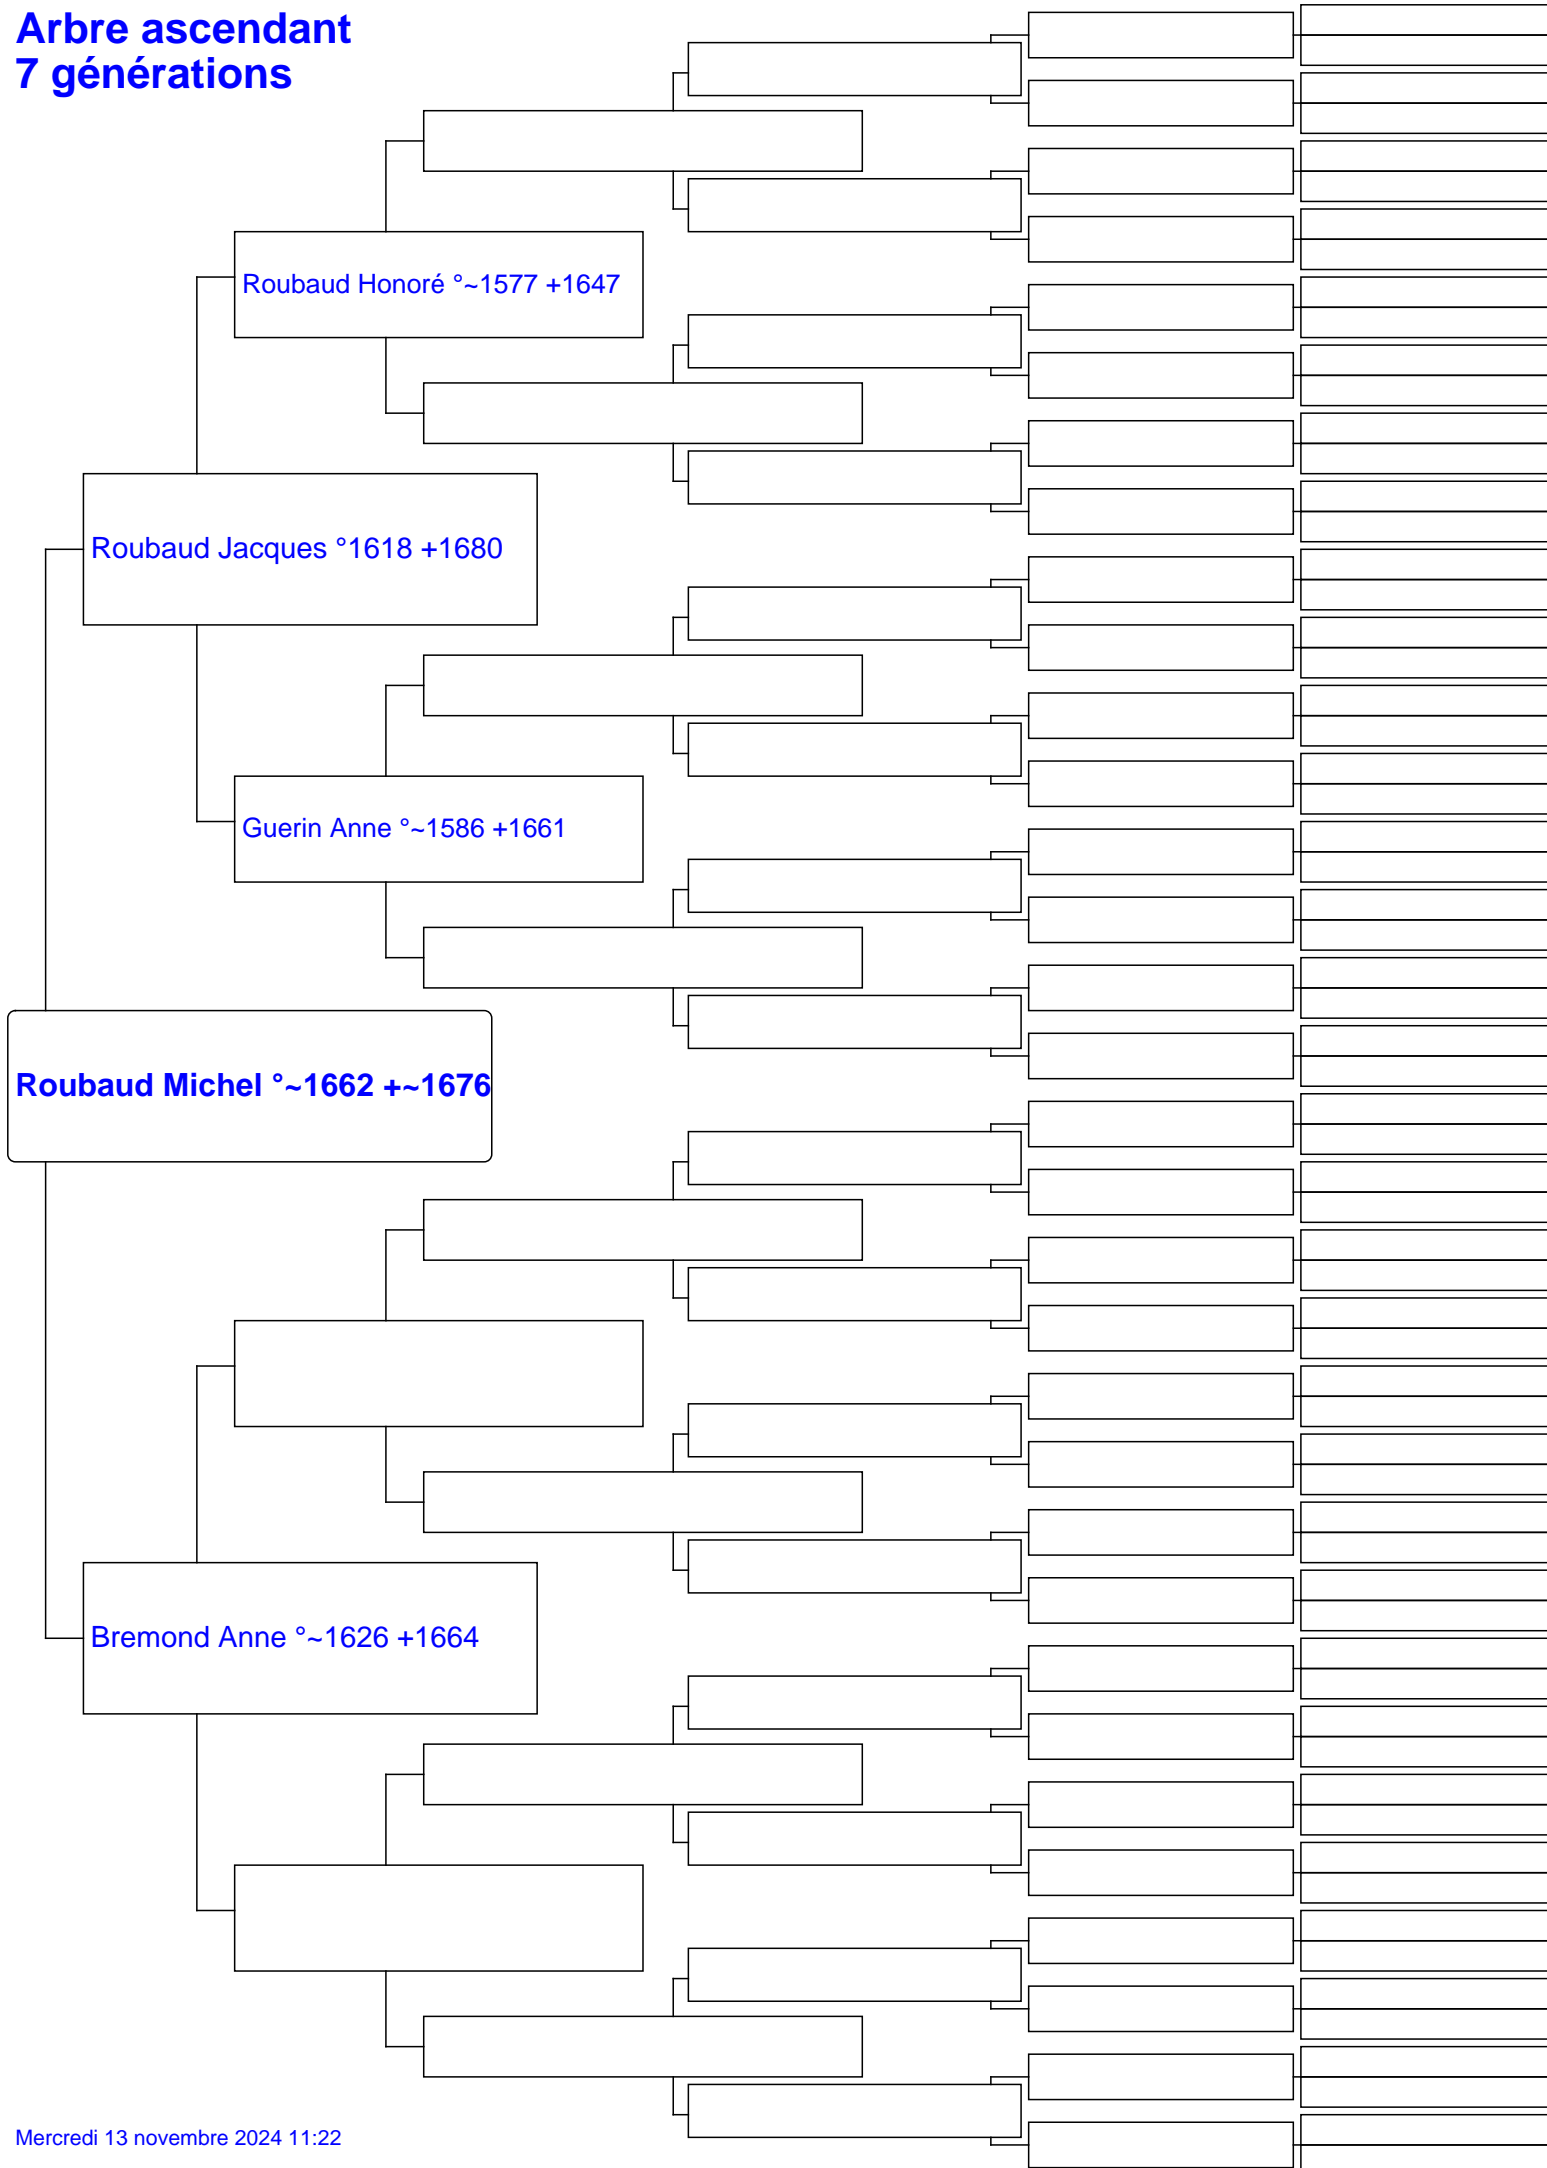 Arbre ascendant
7 générations
Roubaud Honoré °~1577 +1647
Roubaud Jacques °1618 +1680
Guerin Anne °~1586 +1661
Roubaud Michel °~1662 +~1676
Bremond Anne °~1626 +1664
Mercredi 13 novembre 2024 11:22